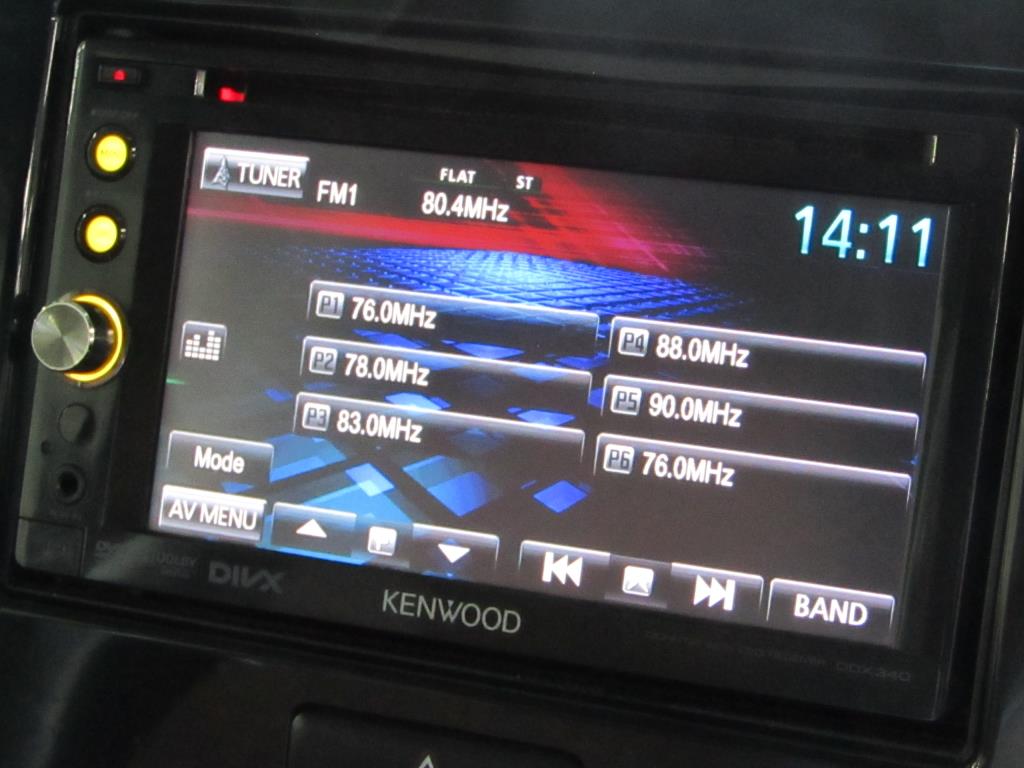 TUNER
FM1
FLAT
ST
80.4MHz
14:11
P1 76.0MHz
P2 78.0MHz
P3 83.0MHz
P4 88.0MHz
P5 90.0MHz
P6 76.0MHz
Mode
AV MENU
BAND
DOLBY
DIVX
KENWOOD
DDX340